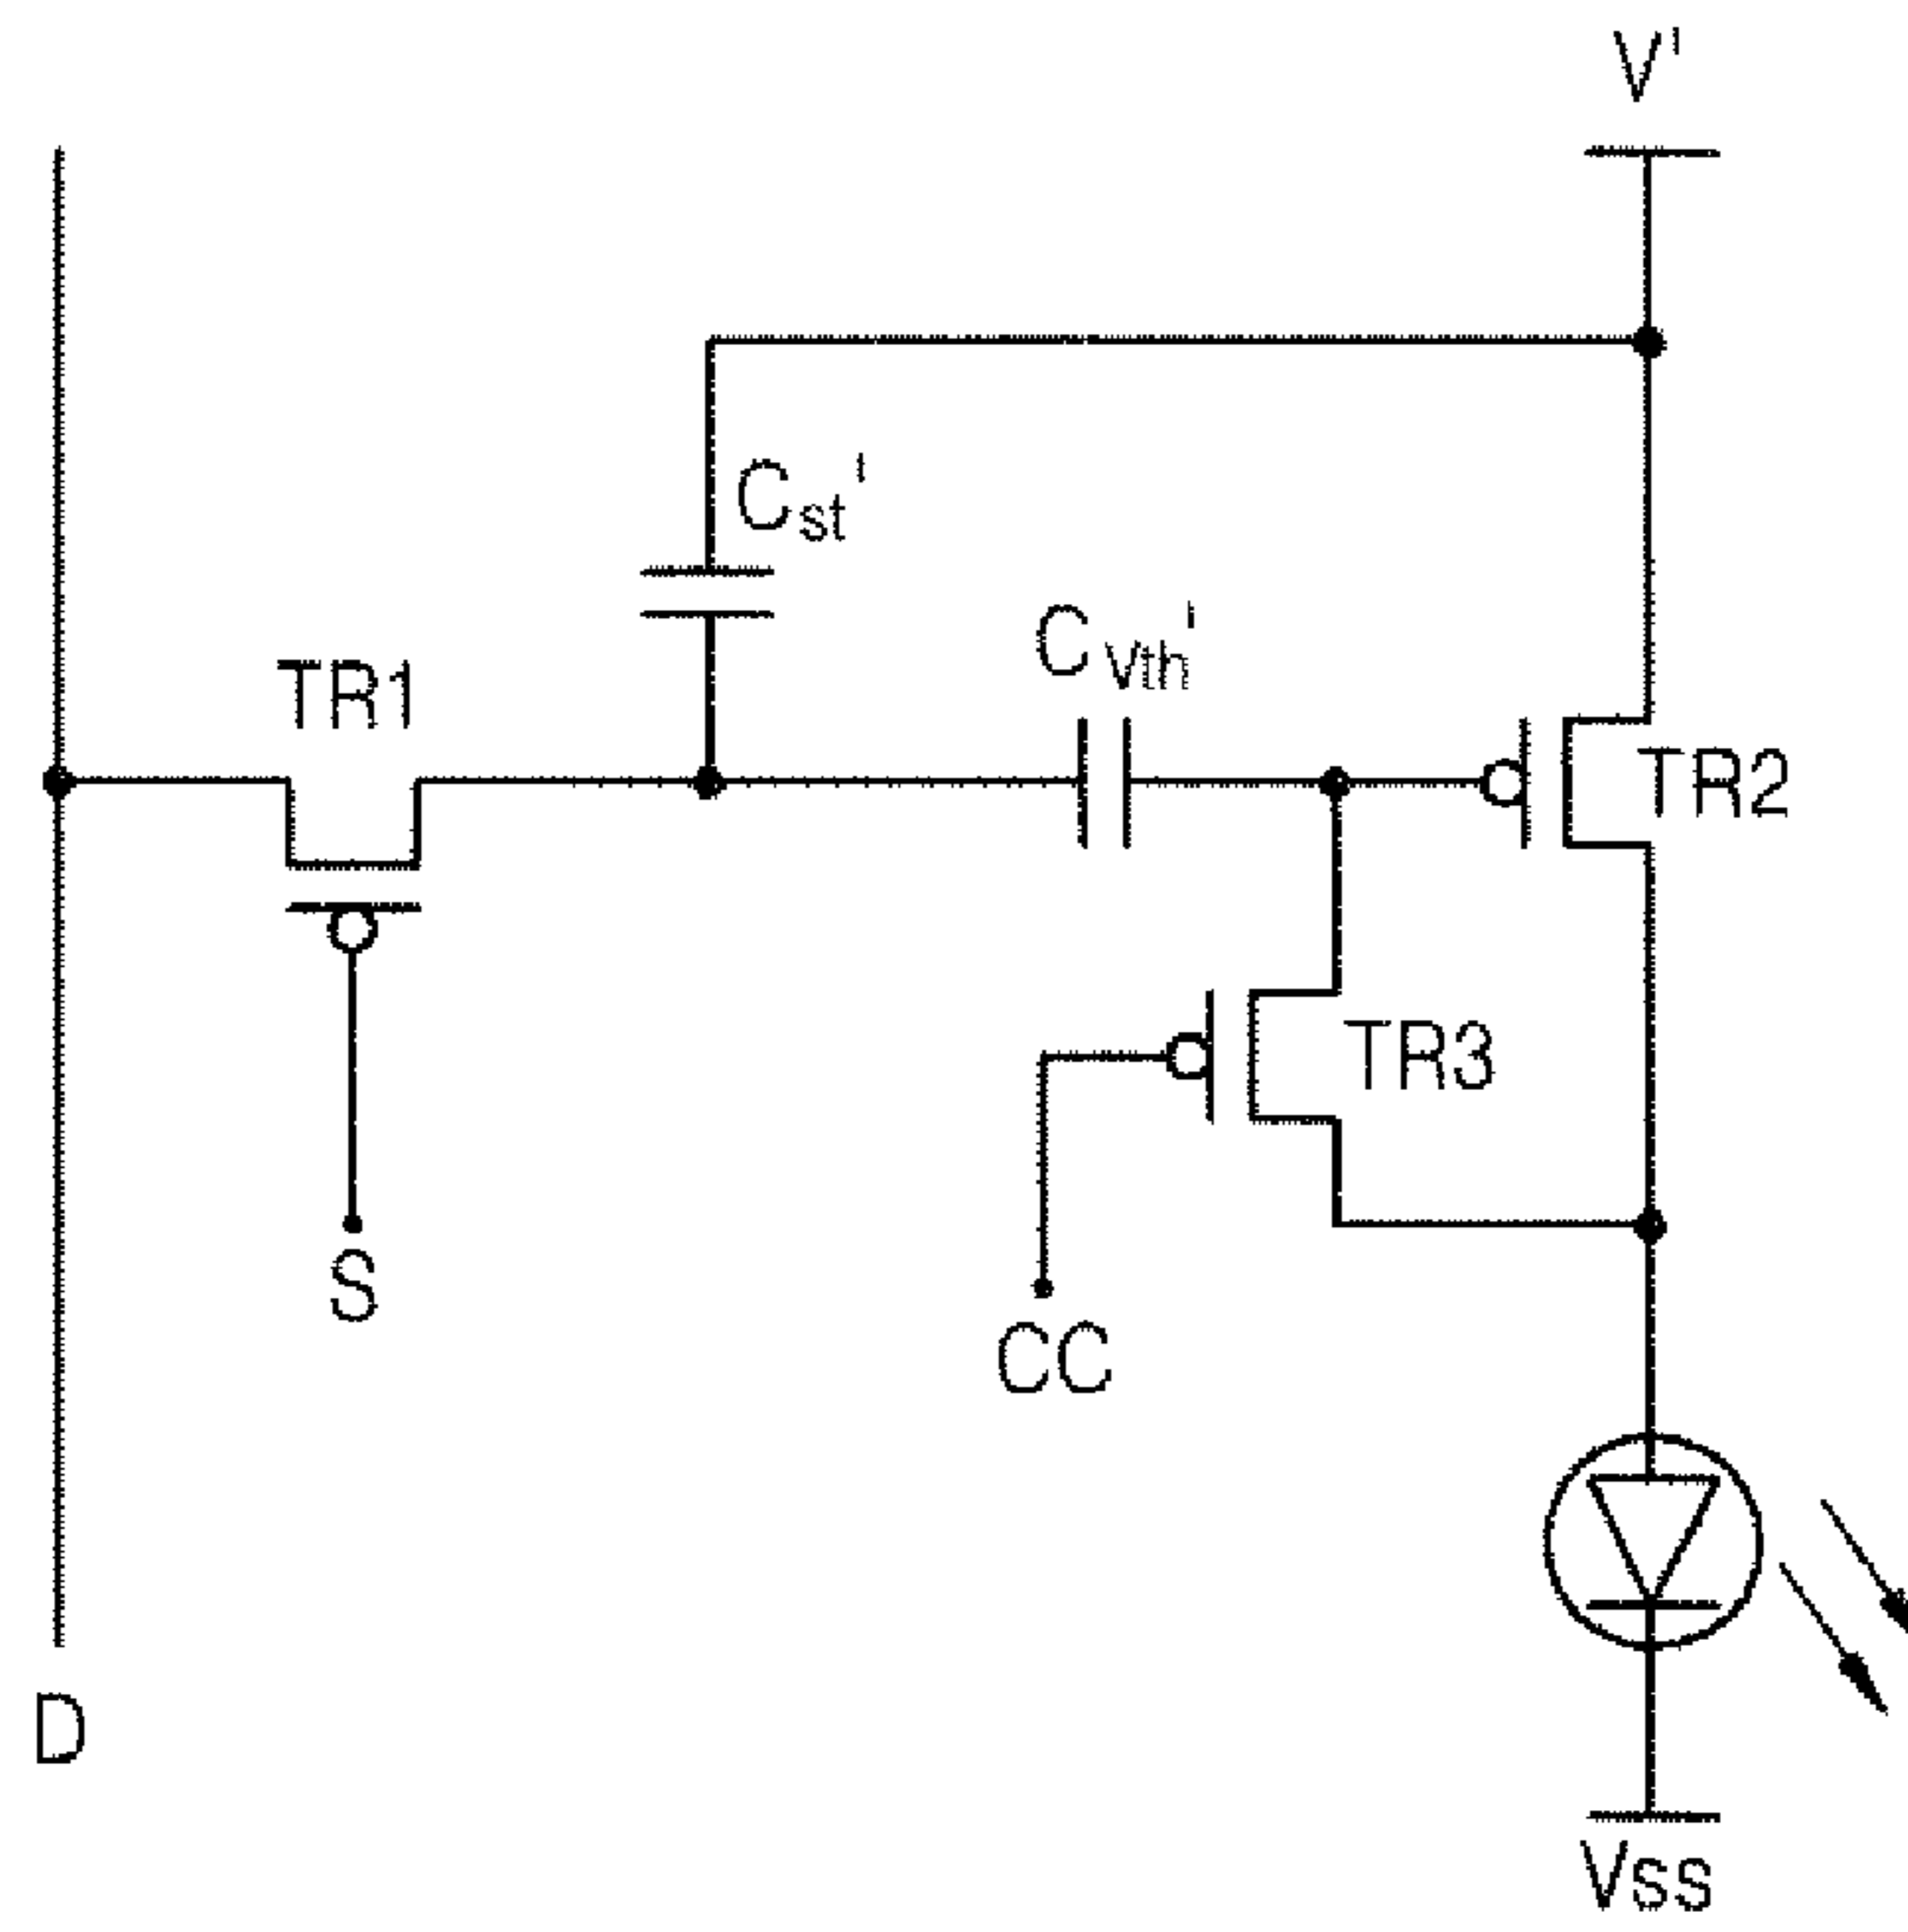 V'
Cst'
CVth'
TR1
TR2
TR3
S
CC
D
Vss